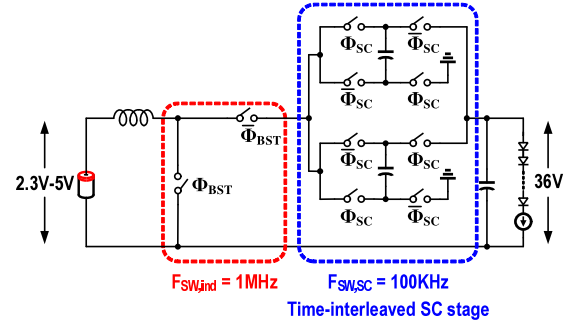 Φ_SC Φ̅_SC
Φ̅_SC Φ_SC
Φ̅_BST
Φ̅_SC Φ_SC
2.3V-5V
Φ_BST
36V
Φ_SC Φ̅_SC
F_SW,ind = 1MHz
F_SW,SC = 100KHz
Time-interleaved SC stage